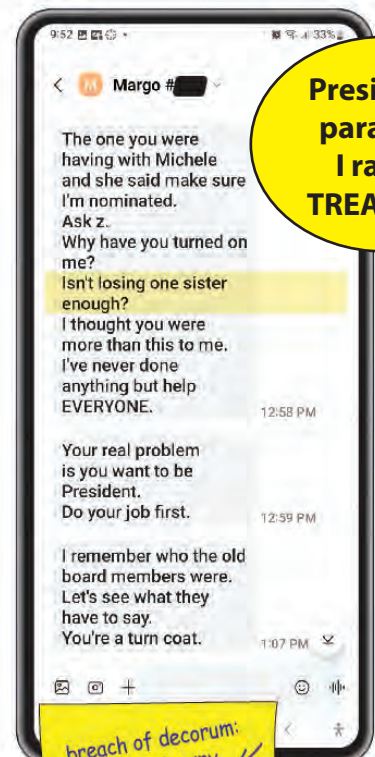 9:52
33%
Margo #
The one you were
having with Michele
and she said make sure
I'm nominated.
Ask z.
Why have you turned on
me?
Isn't losing one sister
enough?
I thought you were
more than this to me.
I've never done
anything but help
EVERYONE.
12:58 PM
Your real problem
is you want to be
President.
Do your job first.
12:59 PM
I remember who the old
board members were.
Let's see what they
have to say.
You're a turn coat.
1:07 PM
Presi
para
I ra
TREA
breach of decorum: